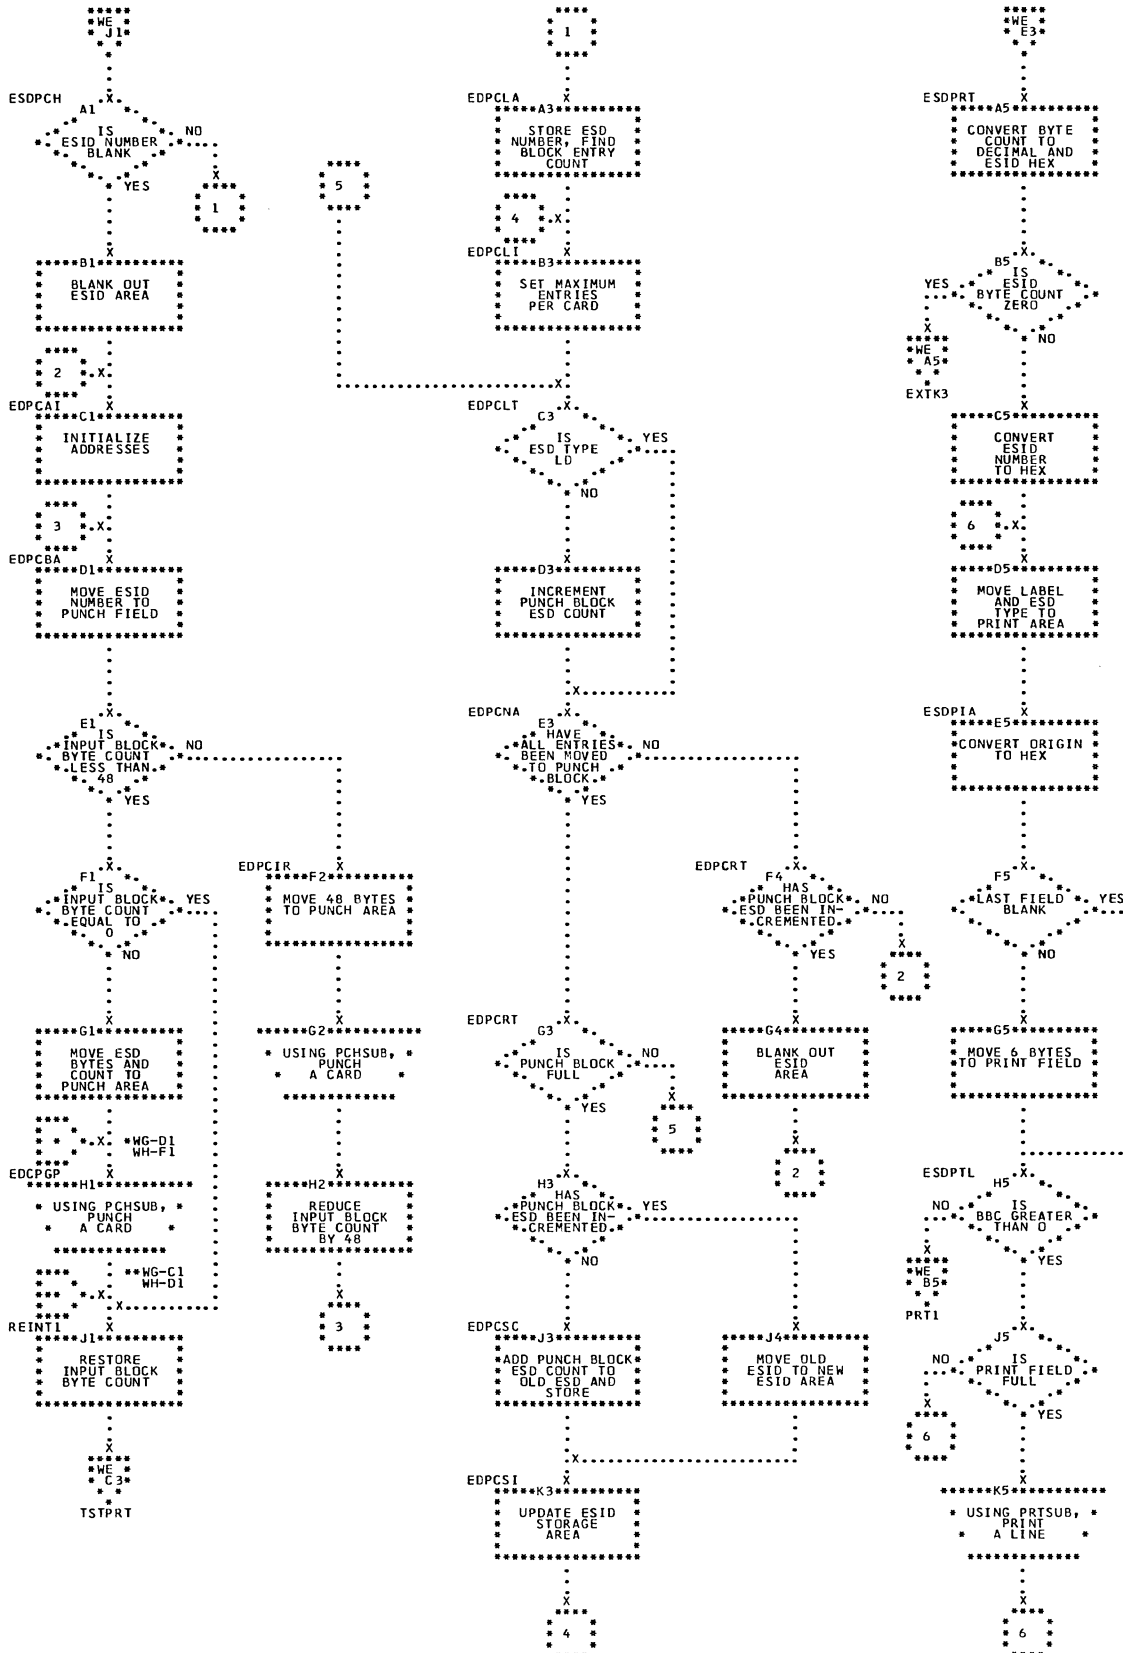 WE
J1
ESDPCH
A1
IS
ESID NUMBER
BLANK
NO
YES
1
B1
BLANK OUT
ESID AREA
2
EDPCAI
C1
INITIALIZE
ADDRESSES
3
EDPCBA
D1
MOVE ESID
NUMBER TO
PUNCH FIELD
E1
IS
INPUT BLOCK
BYTE COUNT
LESS THAN
48
NO
YES
F1
IS
INPUT BLOCK
BYTE COUNT
EQUAL TO
0
YES
NO
G1
MOVE ESD
BYTES AND
COUNT TO
PUNCH AREA
*WG-D1
WH-F1
EDCPGP
H1
USING PCHSUB,
PUNCH
A CARD
**WG-C1
WH-D1
REINT1
J1
RESTORE
INPUT BLOCK
BYTE COUNT
WE
C3
TSTPRT
EDPCIR
F2
MOVE 48 BYTES
TO PUNCH AREA
G2
USING PCHSUB,
PUNCH
A CARD
H2
REDUCE
INPUT BLOCK
BYTE COUNT
BY 48
3
5
1
EDPCLA
A3
STORE ESD
NUMBER, FIND
BLOCK ENTRY
COUNT
4
EDPCLI
B3
SET MAXIMUM
ENTRIES
PER CARD
EDPCLT
C3
IS
ESD TYPE
LD
YES
NO
D3
INCREMENT
PUNCH BLOCK
ESD COUNT
EDPCNA
E3
HAVE
ALL ENTRIES
BEEN MOVED
TO PUNCH
BLOCK
NO
YES
EDPCRT
F4
HAS
PUNCH BLOCK
ESD BEEN IN-
CREMENTED
NO
YES
2
G4
BLANK OUT
ESID
AREA
2
EDPCRT
G3
IS
PUNCH BLOCK
FULL
NO
YES
5
H3
HAS
PUNCH BLOCK
ESD BEEN IN-
CREMENTED
YES
NO
EDPCSC
J3
ADD PUNCH BLOCK
ESD COUNT TO
OLD ESD AND
STORE
J4
MOVE OLD
ESID TO NEW
ESID AREA
EDPCSI
K3
UPDATE ESID
STORAGE
AREA
4
WE
E3
ESDPRT
A5
CONVERT BYTE
COUNT TO
DECIMAL AND
ESID HEX
B5
IS
ESID
BYTE COUNT
ZERO
YES
NO
WE
A5
EXTK3
C5
CONVERT
ESID
NUMBER
TO HEX
6
D5
MOVE LABEL
AND ESD
TYPE TO
PRINT AREA
ESDPIA
E5
CONVERT ORIGIN
TO HEX
F5
LAST FIELD
BLANK
YES
NO
G5
MOVE 6 BYTES
TO PRINT FIELD
ESDPTL
H5
IS
BBC GREATER
THAN 0
NO
YES
WE
B5
PRT1
J5
IS
PRINT FIELD
FULL
NO
YES
6
K5
USING PRTSUB,
PRINT
A LINE
6